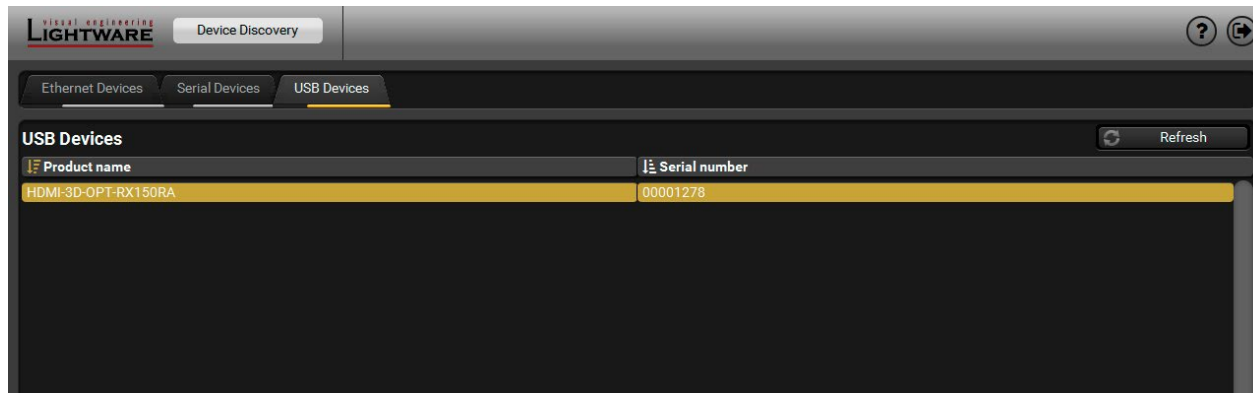 visual engineering
LIGHTWARE
Device Discovery
?
Ethernet Devices Serial Devices USB Devices
USB Devices
Refresh
Product name Serial number
HDMI-3D-OPT-RX150RA 00001278